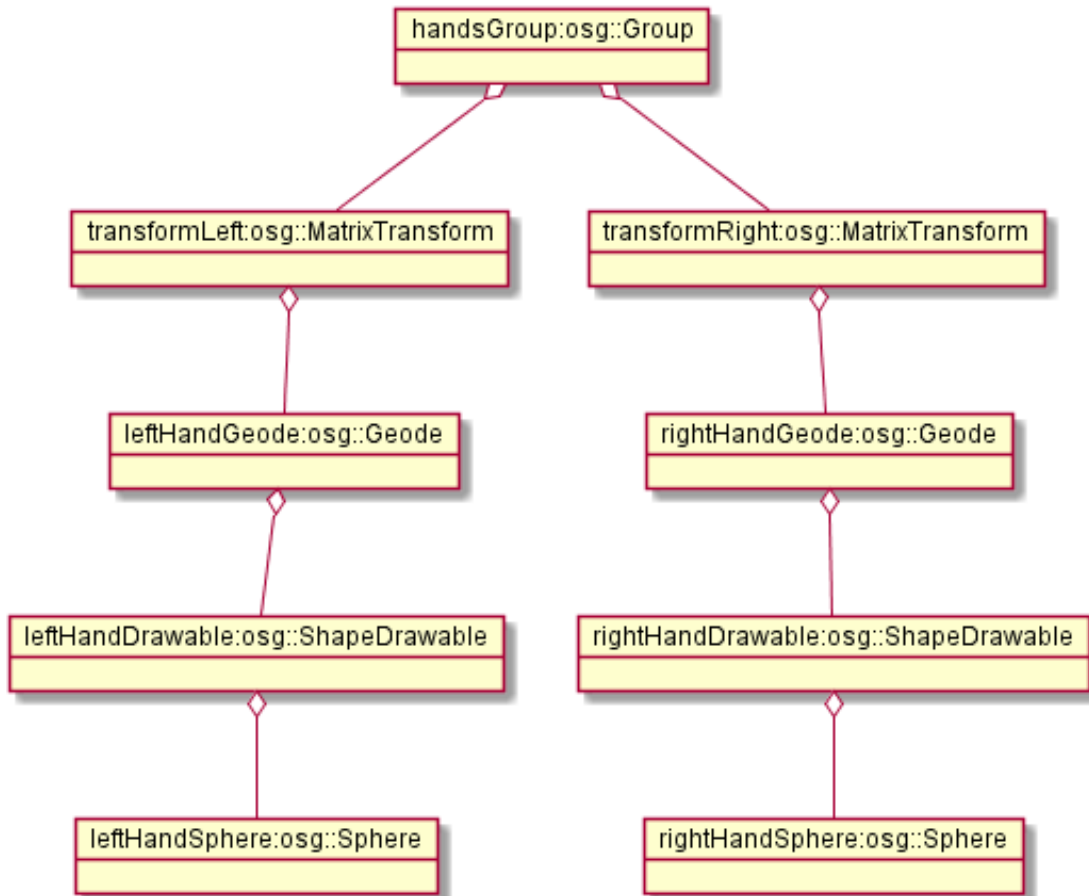 handsGroup:osg::Group
transformLeft:osg::MatrixTransform
transformRight:osg::MatrixTransform
leftHandGeode:osg::Geode
rightHandGeode:osg::Geode
leftHandDrawable:osg::ShapeDrawable
rightHandDrawable:osg::ShapeDrawable
leftHandSphere:osg::Sphere
rightHandSphere:osg::Sphere